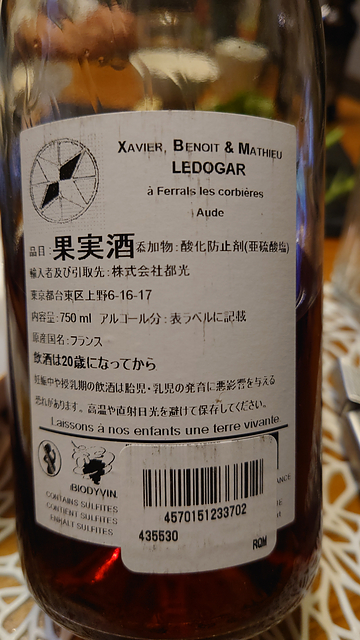 XAVIER, BENOIT & MATHIEU
LEDOGAR
à Ferrals les corbières
Aude
品目:果実酒 添加物:酸化防止剤(亜硫酸塩)
輸入者及び引取先:株式会社都光
東京都台東区上野6-16-17
内容量:750 ml アルコール分:表ラベルに記載
原産国名:フランス
飲酒は20歳になってから
妊娠中や授乳期の飲酒は胎児・乳児の発育に悪影響を与える
恐れがあります。高温や直射日光を避けて保存してください。
Laissons à nos enfants une terre vivante
BIODYVIN
CONTAINS SULFITES
CONTIENT SULFITES
ENHALT SULFITES
ANCE
4570151233702
435530
RQM